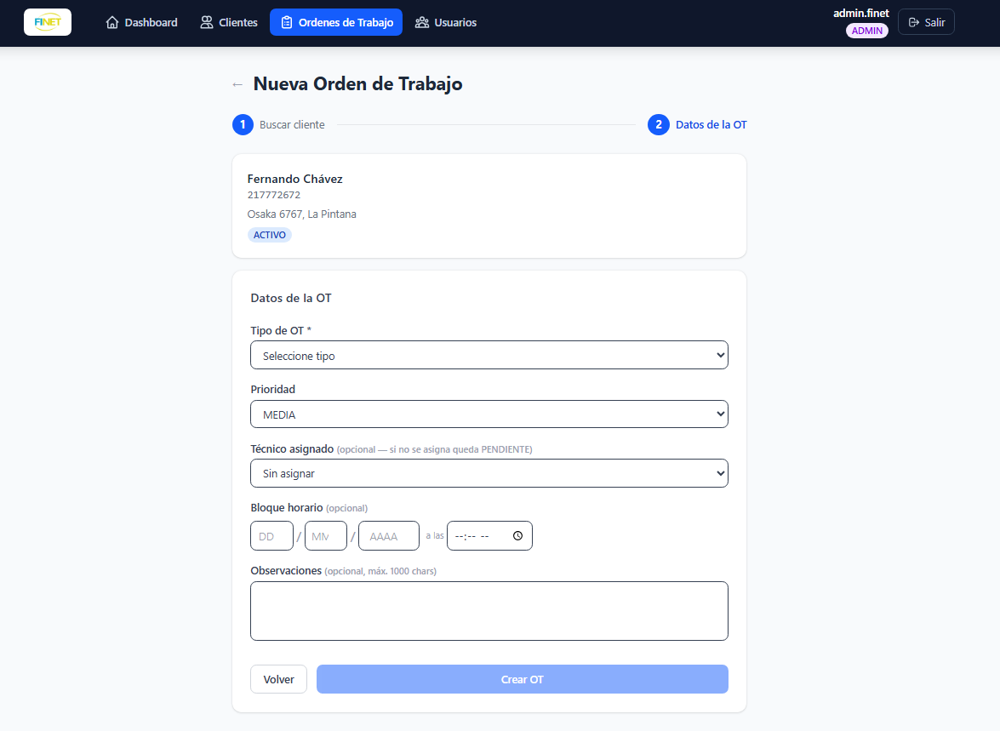 FINET
Dashboard
Clientes
Ordenes de Trabajo
Usuarios
admin.finet
ADMIN
Salir
← Nueva Orden de Trabajo
1 Buscar cliente
2 Datos de la OT
Fernando Chávez
217772672
Osaka 6767, La Pintana
ACTIVO
Datos de la OT
Tipo de OT *
Seleccione tipo
Prioridad
MEDIA
Técnico asignado (opcional — si no se asigna queda PENDIENTE)
Sin asignar
Bloque horario (opcional)
DD / MM / AAAA a las --:-- --
Observaciones (opcional, máx. 1000 chars)
Volver
Crear OT